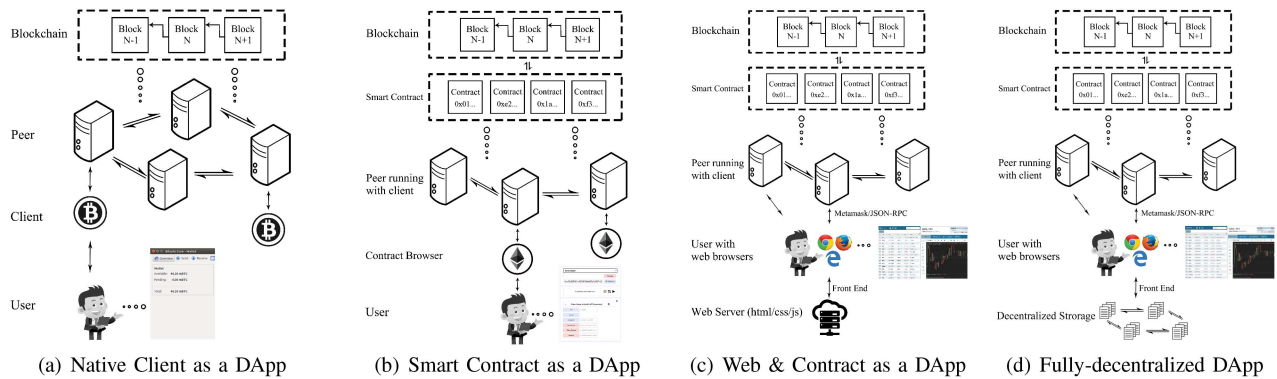 Blockchain
Block N-1
Block N
Block N+1
Peer
Client
User
(a) Native Client as a DApp
Blockchain
Block N-1
Block N
Block N+1
Smart Contract
Contract 0x01...
Contract 0xe2...
Contract 0x1a...
Contract 0xf3...
Peer running
with client
Contract Browser
User
(b) Smart Contract as a DApp
Blockchain
Block N-1
Block N
Block N+1
Smart Contract
Contract 0x01...
Contract 0xe2...
Contract 0x1a...
Contract 0xf3...
Peer running
with client
Metamask/JSON-RPC
User with
web browsers
Front End
Web Server (html/css/js)
(c) Web & Contract as a DApp
Blockchain
Block N-1
Block N
Block N+1
Smart Contract
Contract 0x01...
Contract 0xe2...
Contract 0x1a...
Contract 0xf3...
Peer running
with client
Metamask/JSON-RPC
User with
web browsers
Front End
Decentralized Strorage
(d) Fully-decentralized DApp